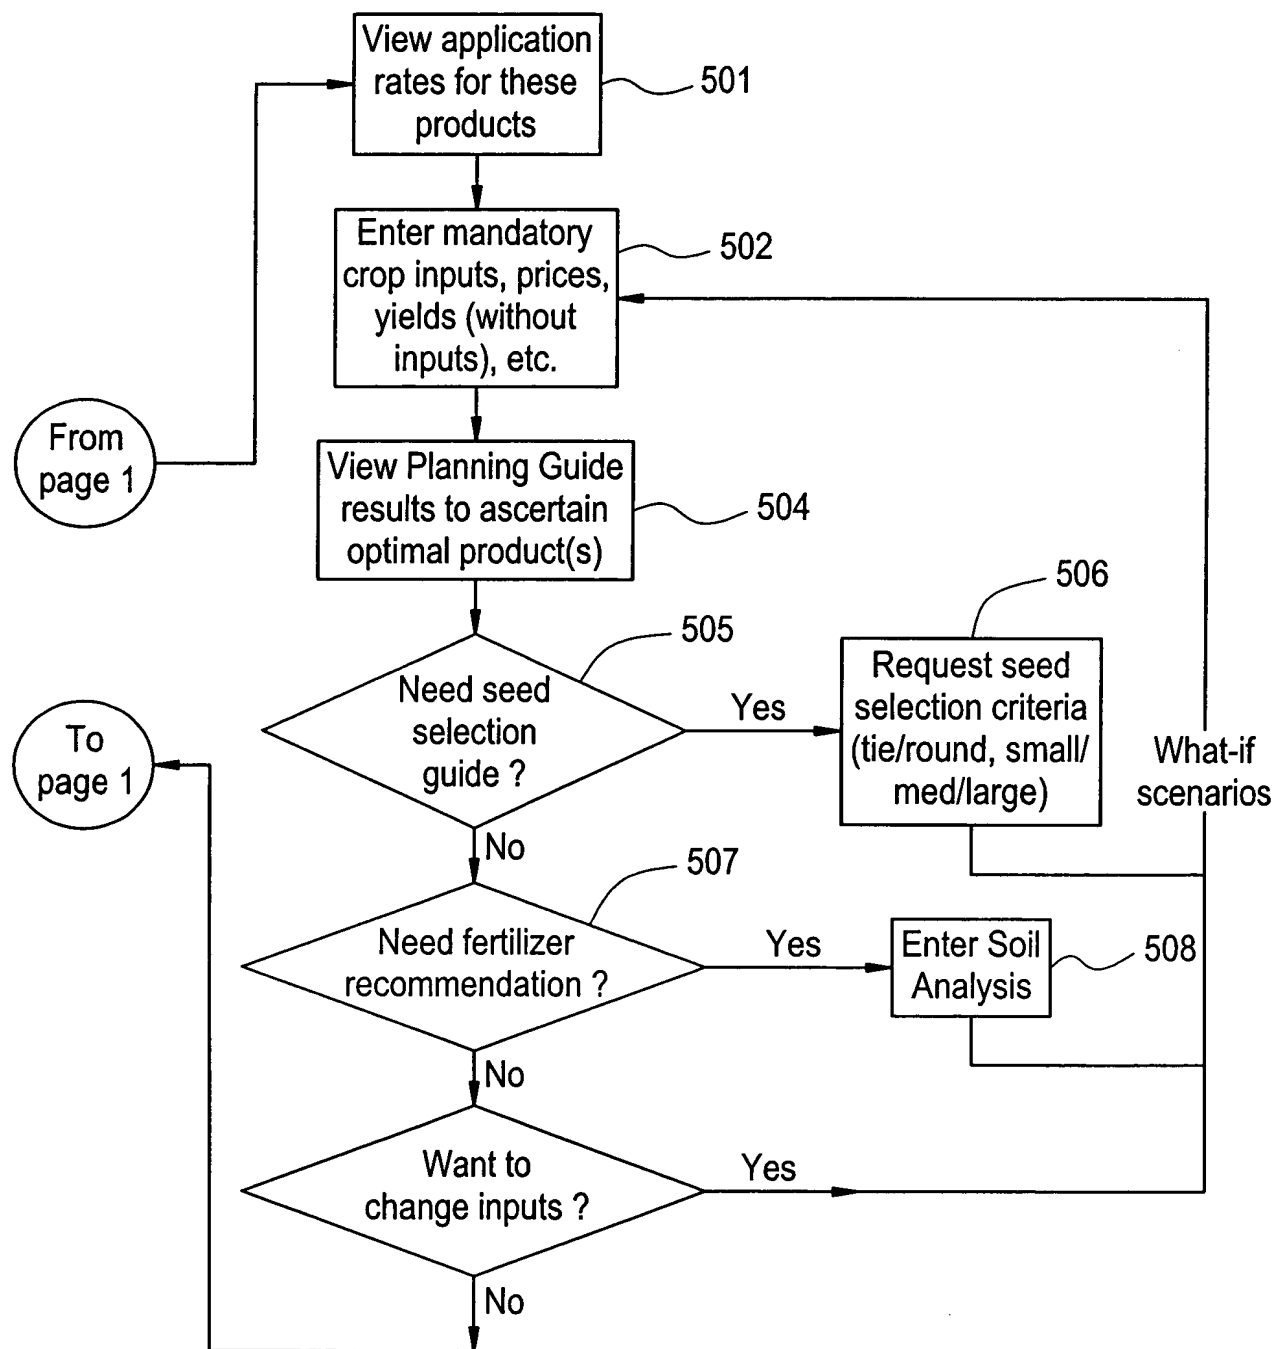 View application
rates for these
products
501
Enter mandatory
crop inputs, prices,
yields (without
inputs), etc.
502
From
page 1
View Planning Guide
results to ascertain
optimal product(s)
504
505
506
Need seed
selection
guide ?
Yes
Request seed
selection criteria
(tie/round, small/
med/large)
What-if
scenarios
To
page 1
No
507
Need fertilizer
recommendation ?
Yes
Enter Soil
Analysis
508
No
Want to
change inputs ?
Yes
No